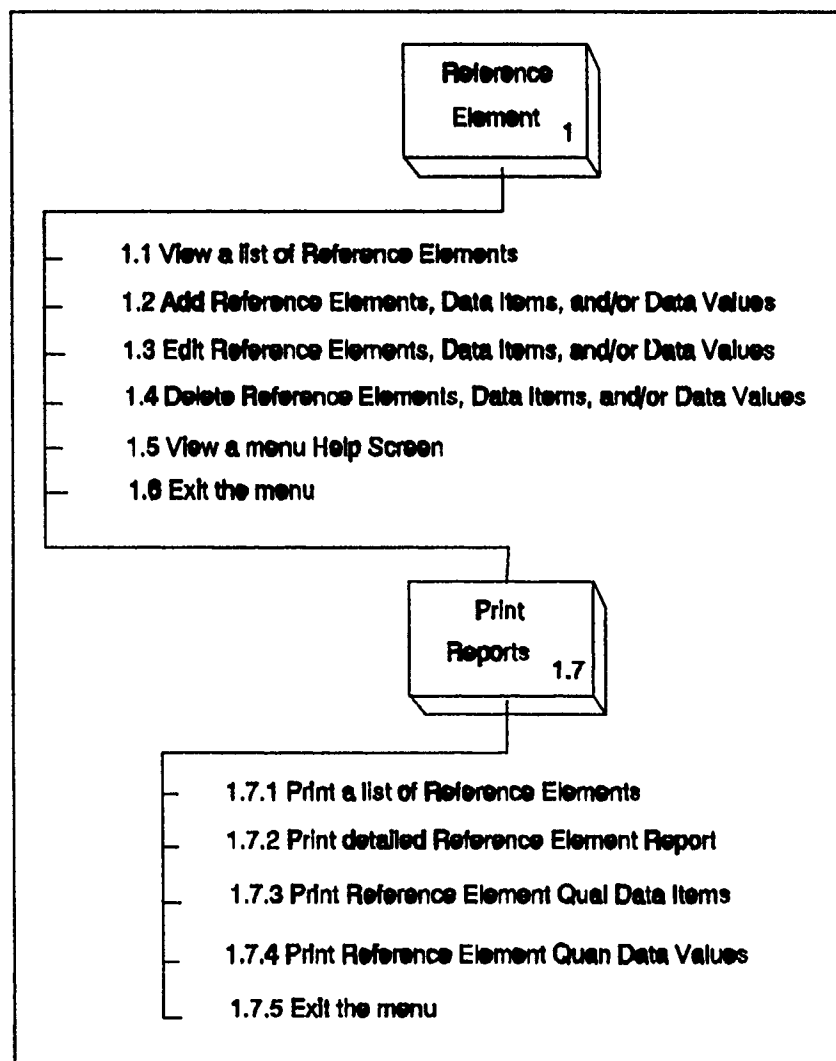 Reference
Element 1
1.1 View a list of Reference Elements
1.2 Add Reference Elements, Data Items, and/or Data Values
1.3 Edit Reference Elements, Data Items, and/or Data Values
1.4 Delete Reference Elements, Data Items, and/or Data Values
1.5 View a menu Help Screen
1.6 Exit the menu
Print
Reports 1.7
1.7.1 Print a list of Reference Elements
1.7.2 Print detailed Reference Element Report
1.7.3 Print Reference Element Qual Data Items
1.7.4 Print Reference Element Quan Data Values
1.7.5 Exit the menu